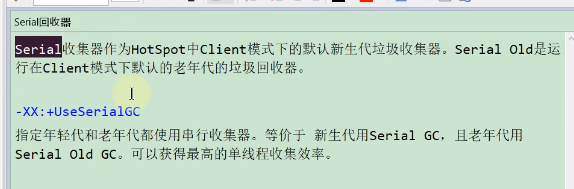 Serial回收器
Serial收集器作为HotSpot中Client模式下的默认新生代垃圾收集器。Serial Old是运
行在Client模式下默认的老年代的垃圾回收器。
-XX:+UseSerialGC
指定年轻代和老年代都使用串行收集器。等价于 新生代用Serial GC，且老年代用
Serial Old GC。可以获得最高的单线程收集效率。